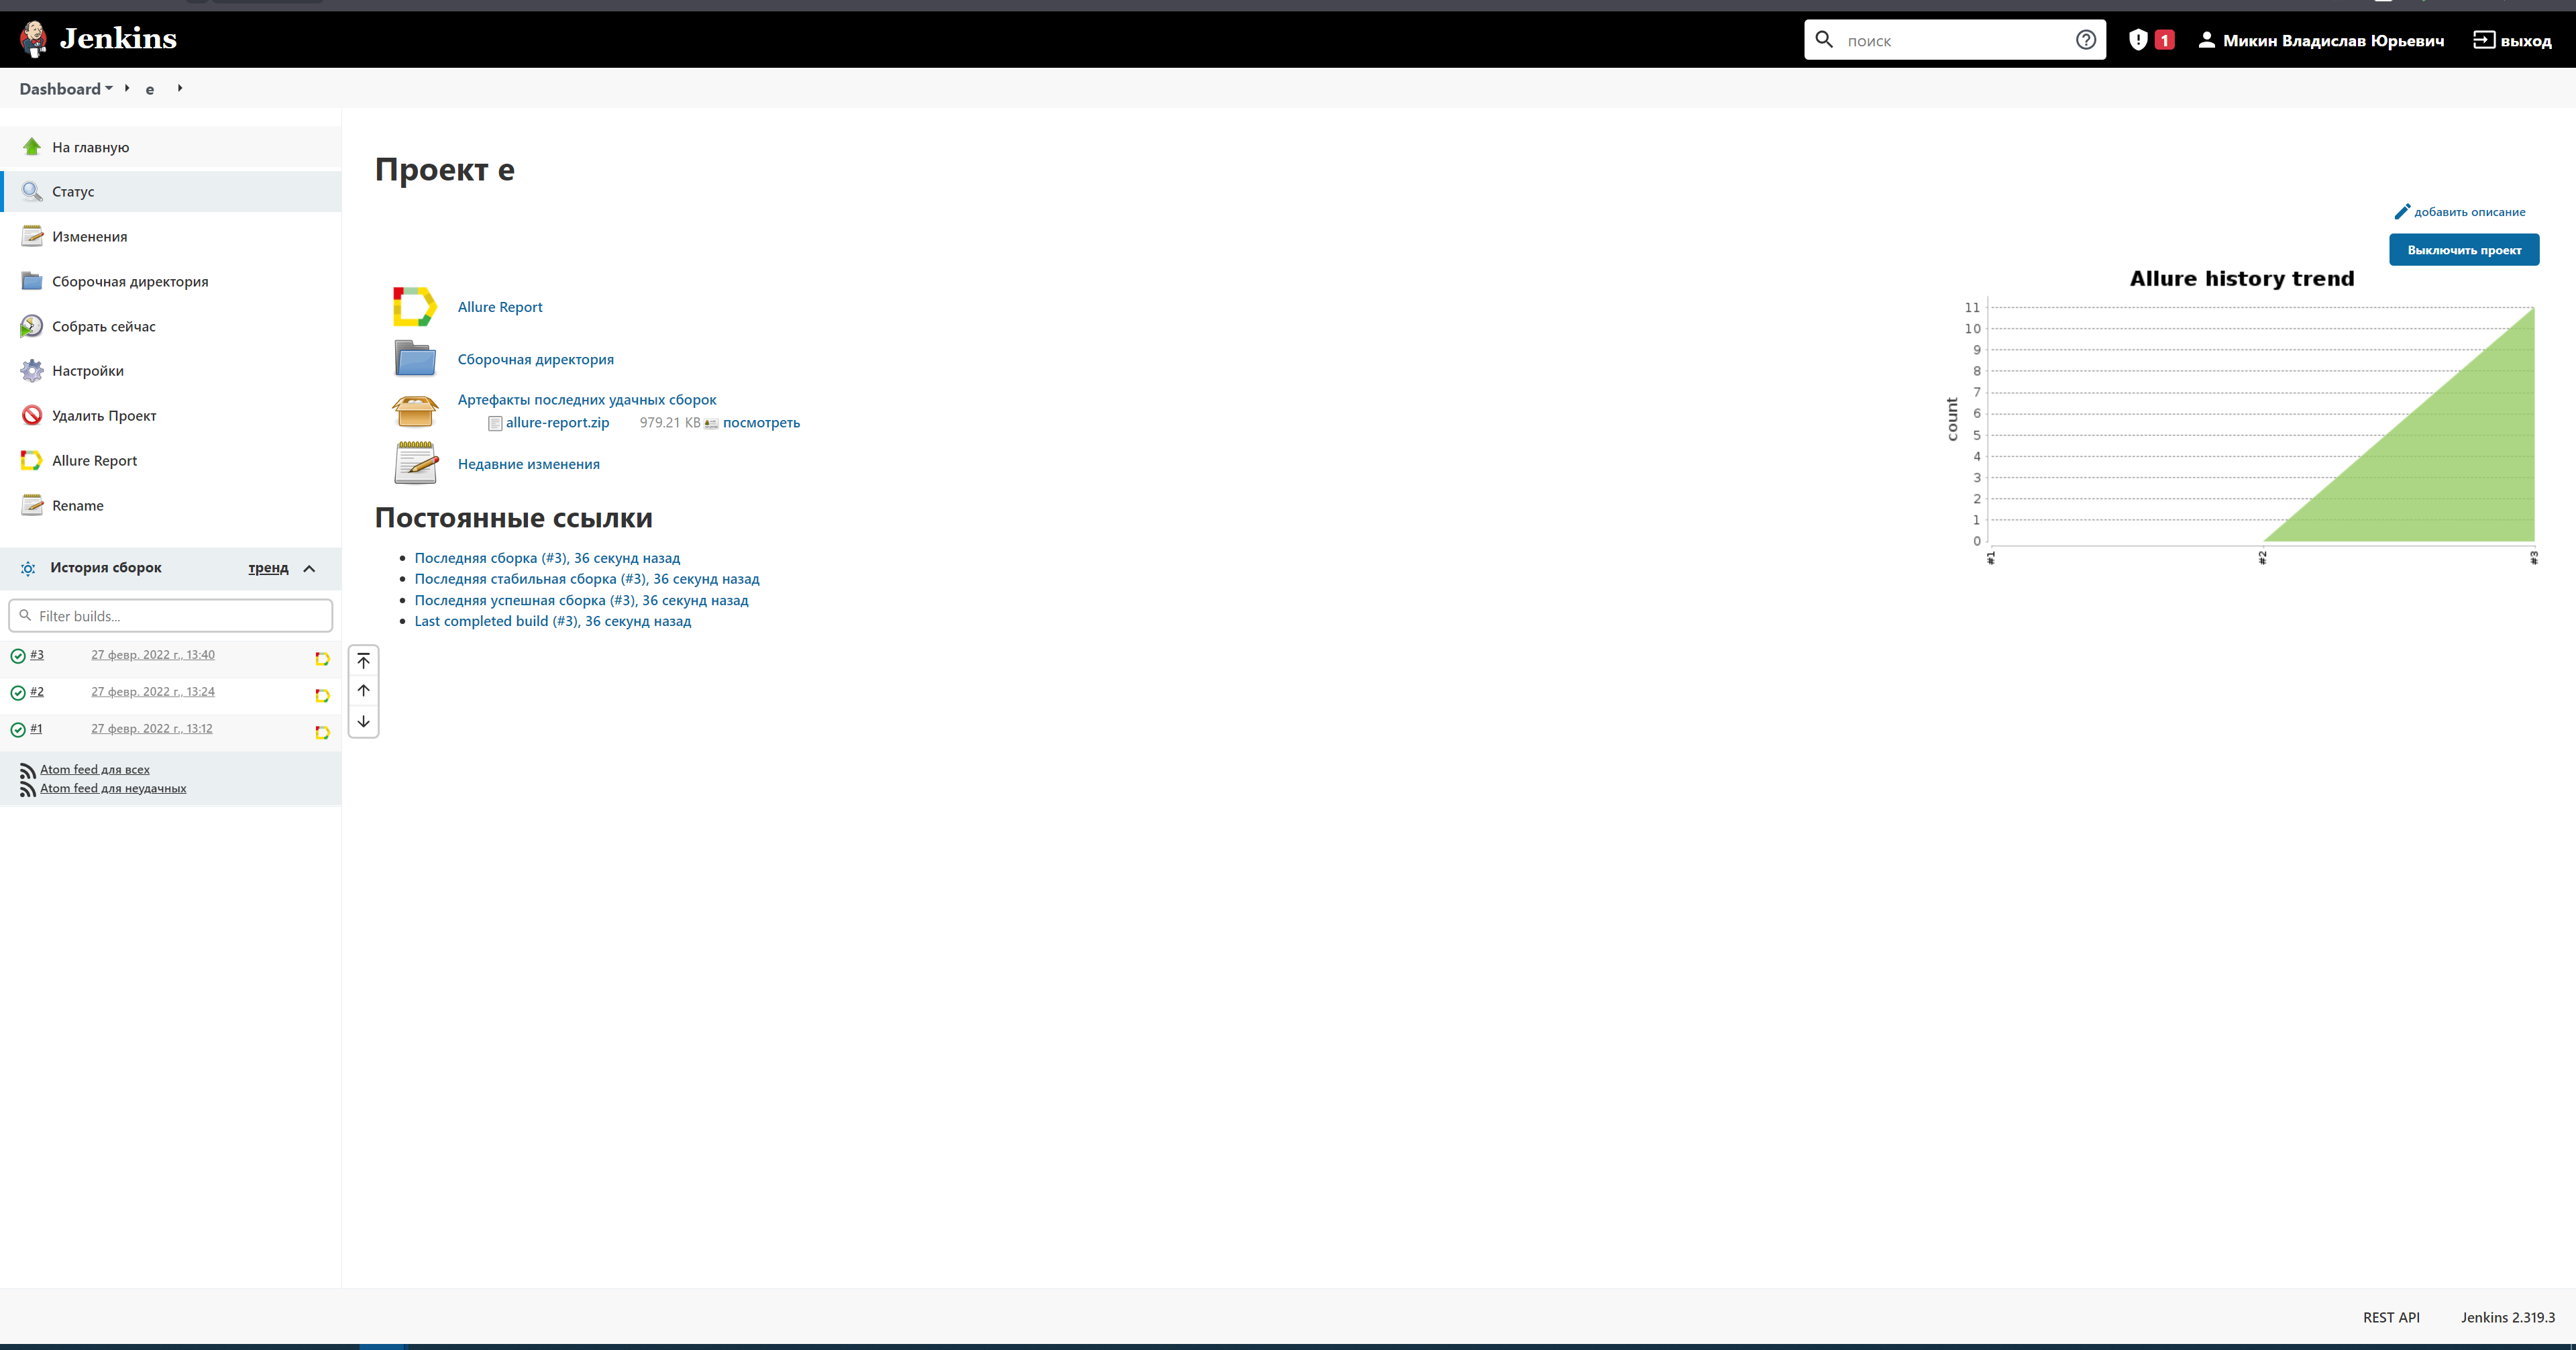 Jenkins
поиск
1
Микин Владислав Юрьевич
выход
Dashboard
e
На главную
Статус
Изменения
Сборочная директория
Собрать сейчас
Настройки
Удалить Проект
Allure Report
Rename
История сборок
тренд
Filter builds...
#3 27 февр. 2022 г., 13:40
#2 27 февр. 2022 г., 13:24
#1 27 февр. 2022 г., 13:12
Atom feed для всех
Atom feed для неудачных
Проект e
добавить описание
Выключить проект
Allure Report
Сборочная директория
Артефакты последних удачных сборок
allure-report.zip 979.21 KB посмотреть
Недавние изменения
Постоянные ссылки
Последняя сборка (#3), 36 секунд назад
Последняя стабильная сборка (#3), 36 секунд назад
Последняя успешная сборка (#3), 36 секунд назад
Last completed build (#3), 36 секунд назад
Allure history trend
count
11
10
9
8
7
6
5
4
3
2
1
0
#1
#2
#3
REST API
Jenkins 2.319.3